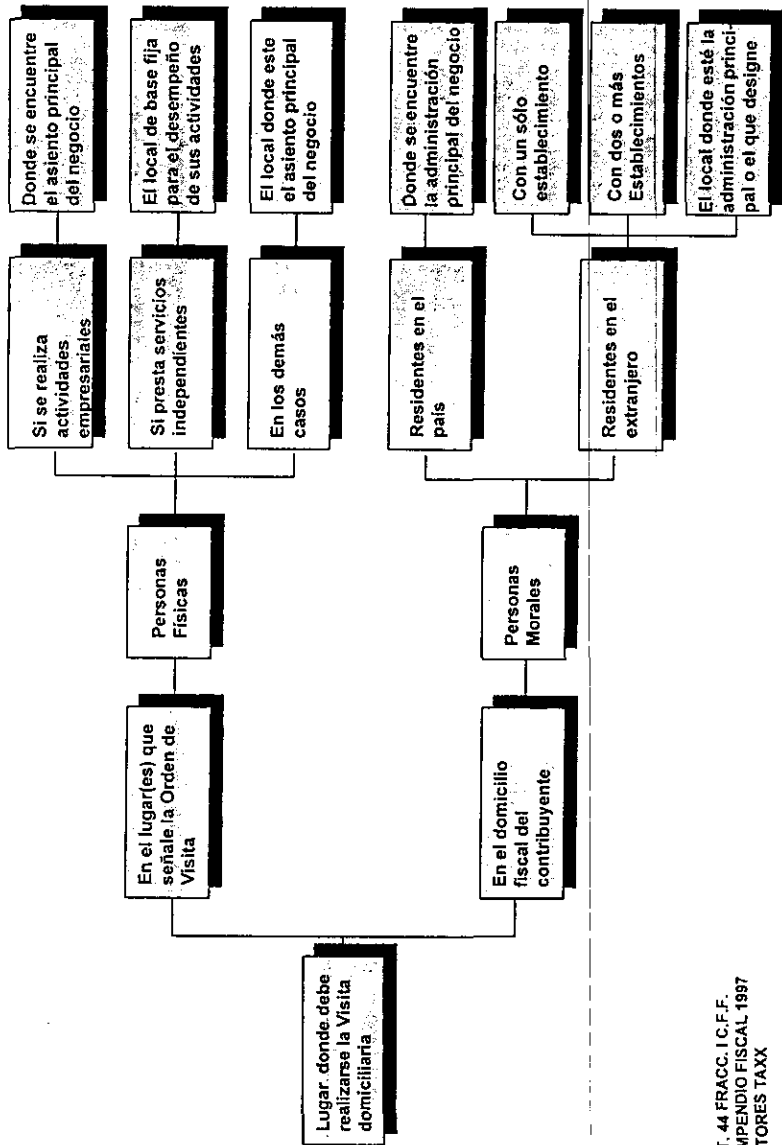 Lugar donde debe
realizarse la Visita
domiciliaria
En el lugar(es) que
señale la Orden de
Visita
En el domicilio
fiscal del
contribuyente
Personas
Físicas
Personas
Morales
Si se realiza
actividades
empresariales
Si presta servicios
independientes
En los demás
casos
Residentes en el
país
Residentes en el
extranjero
Donde se encuentre
el asiento principal
del negocio
El local de base fija
para el desempeño
de sus actividades
El local donde este
el asiento principal
del negocio
Donde se encuentre
la administración
principal del negocio
Con un sólo
establecimiento
Con dos o más
Establecimientos
El local donde esté la
administración princi-
pal o el que designe
T. 44 FRACC. I C.F.F.
MPENDIO FISCAL 1997
TORES TAXX